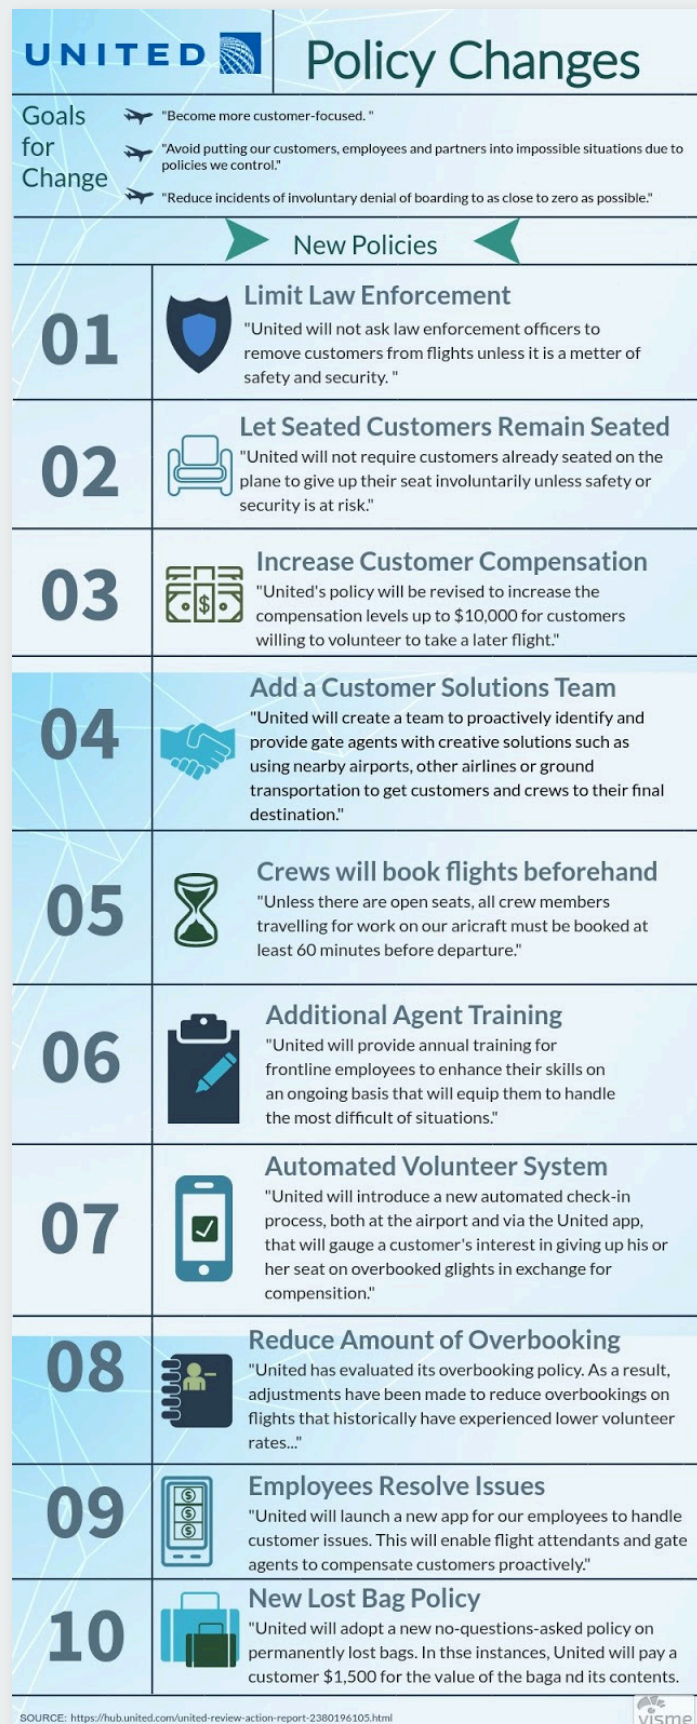 UNITED
Policy Changes
Goals
for
Change
"Become more customer-focused. "
"Avoid putting our customers, employees and partners into impossible situations due to
policies we control."
"Reduce incidents of involuntary denial of boarding to as close to zero as possible."
New Policies
01
Limit Law Enforcement
"United will not ask law enforcement officers to
remove customers from flights unless it is a metter of
safety and security. "
02
Let Seated Customers Remain Seated
"United will not require customers already seated on the
plane to give up their seat involuntarily unless safety or
security is at risk."
03
Increase Customer Compensation
"United's policy will be revised to increase the
compensation levels up to $10,000 for customers
willing to volunteer to take a later flight."
04
Add a Customer Solutions Team
"United will create a team to proactively identify and
provide gate agents with creative solutions such as
using nearby airports, other airlines or ground
transportation to get customers and crews to their final
destination."
05
Crews will book flights beforehand
"Unless there are open seats, all crew members
travelling for work on our aricraft must be booked at
least 60 minutes before departure."
06
Additional Agent Training
"United will provide annual training for
frontline employees to enhance their skills on
an ongoing basis that will equip them to handle
the most difficult of situations."
07
Automated Volunteer System
"United will introduce a new automated check-in
process, both at the airport and via the United app,
that will gauge a customer's interest in giving up his or
her seat on overbooked glights in exchange for
compensition."
08
Reduce Amount of Overbooking
"United has evaluated its overbooking policy. As a result,
adjustments have been made to reduce overbookings on
flights that historically have experienced lower volunteer
rates..."
09
Employees Resolve Issues
"United will launch a new app for our employees to handle
customer issues. This will enable flight attendants and gate
agents to compensate customers proactively."
10
New Lost Bag Policy
"United will adopt a new no-questions-asked policy on
permanently lost bags. In thse instances, United will pay a
customer $1,500 for the value of the baga nd its contents.
SOURCE: https://hub.united.com/united-review-action-report-2380196105.html
visme